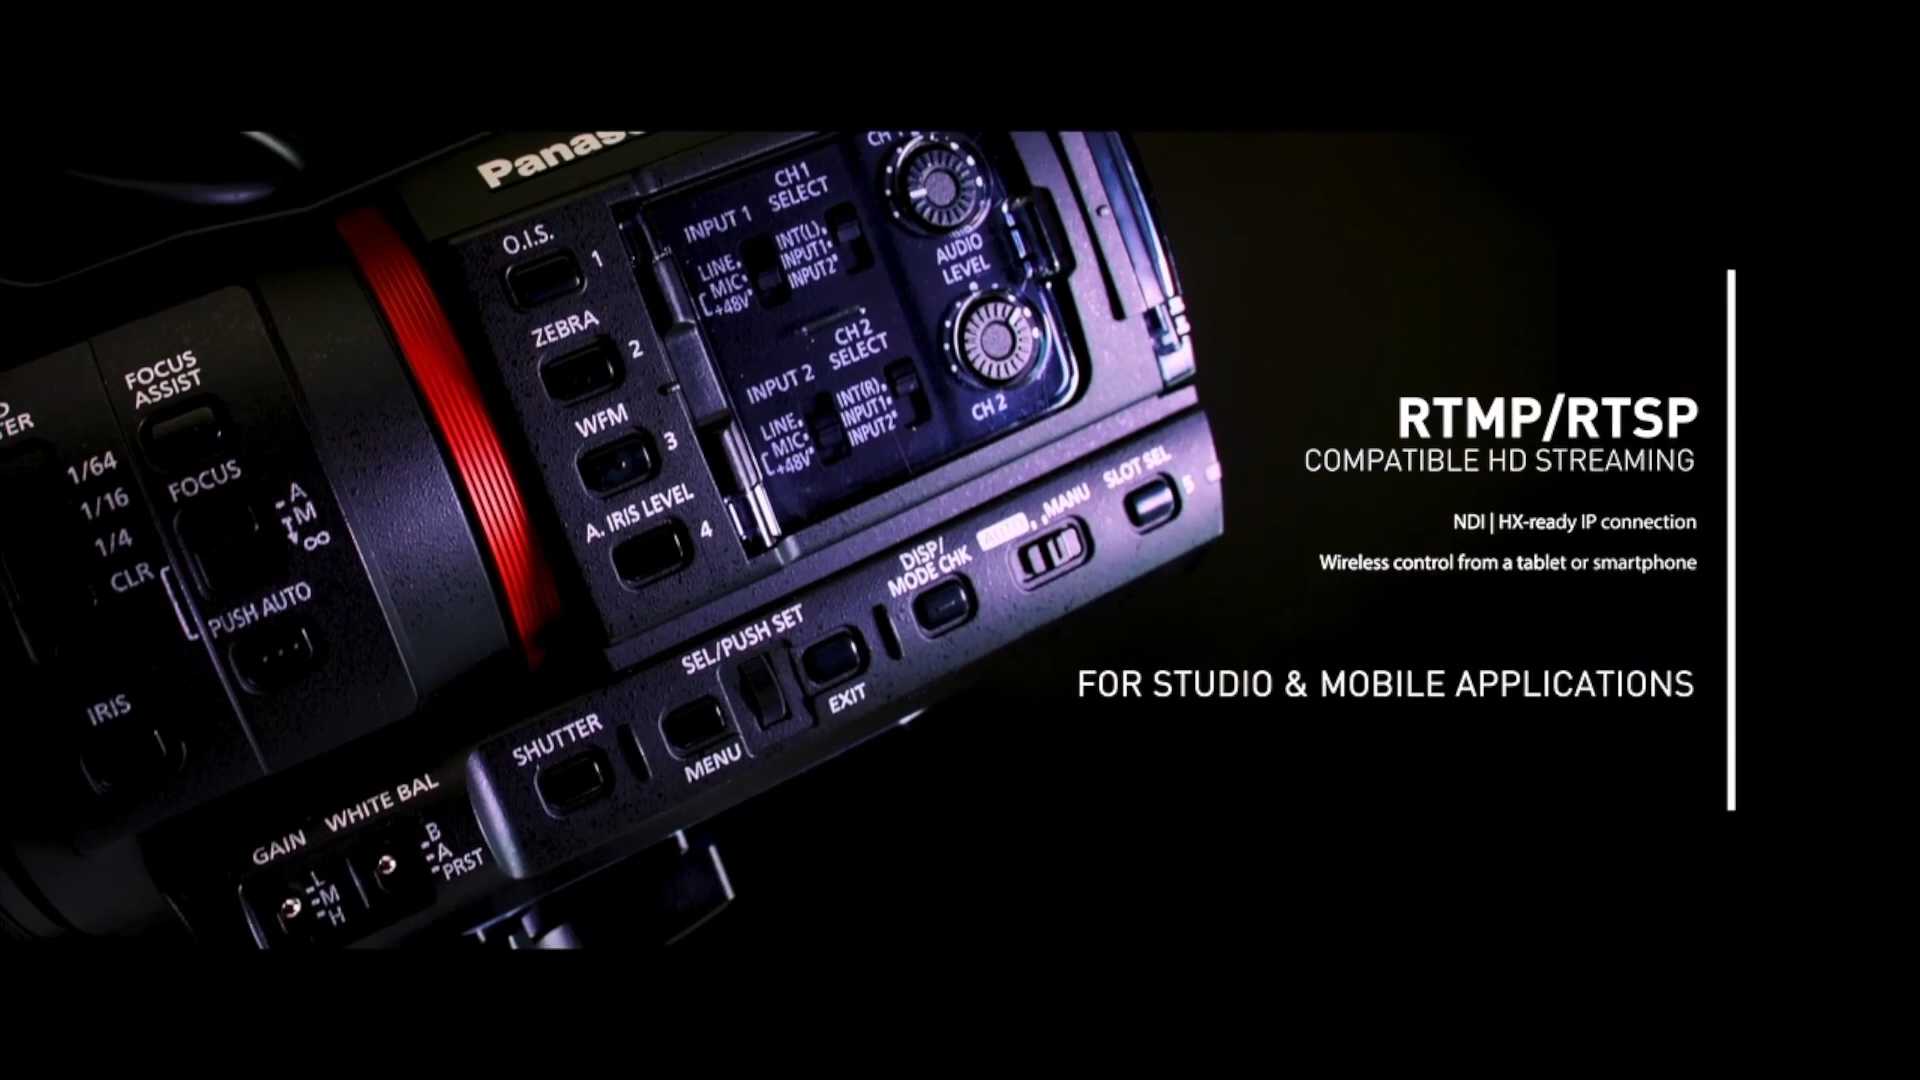 Panas
O.I.S.
1
ZEBRA
2
WFM
3
A. IRIS LEVEL
4
CH1
SELECT
INPUT 1
INT(L)
INPUT1
INPUT2
LINE
MIC
+48V
CH 2
SELECT
INPUT 2
INT(R)
INPUT1
INPUT2
LINE
MIC
+48V
AUDIO
LEVEL
CH 2
FOCUS
ASSIST
1/64
1/16
1/4
CLR
FOCUS
A
M
∞
PUSH AUTO
IRIS
SLOT SEL
5
AUTO
MANU
DISP/
MODE CHK
SEL/PUSH SET
EXIT
MENU
SHUTTER
GAIN
L
M
H
WHITE BAL
B
A
PRST
RTMP/RTSP
COMPATIBLE HD STREAMING
NDI | HX-ready IP connection
Wireless control from a tablet or smartphone
FOR STUDIO & MOBILE APPLICATIONS